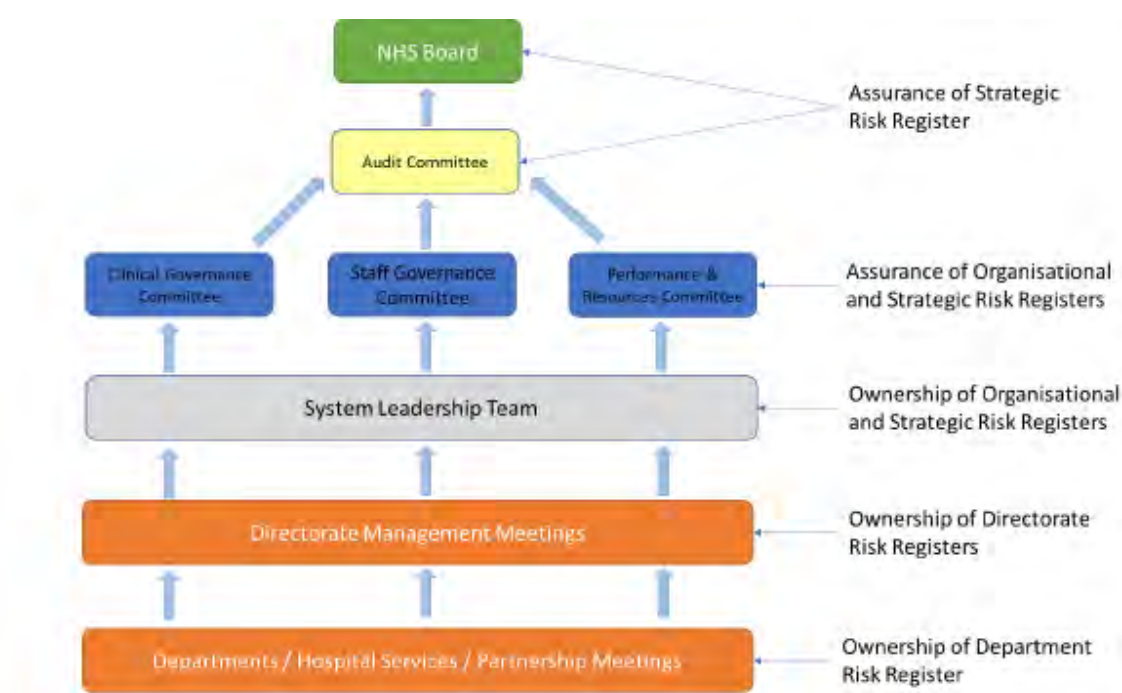 NHS Board
Assurance of Strategic
Risk Register
Audit Committee
Clinical Governance
Committee
Staff Governance
Committee
Performance &
Resources Committee
Assurance of Organisational
and Strategic Risk Registers
System Leadership Team
Ownership of Organisational
and Strategic Risk Registers
Directorate Management Meetings
Ownership of Directorate
Risk Registers
Departments / Hospital Services / Partnership Meetings
Ownership of Department
Risk Register